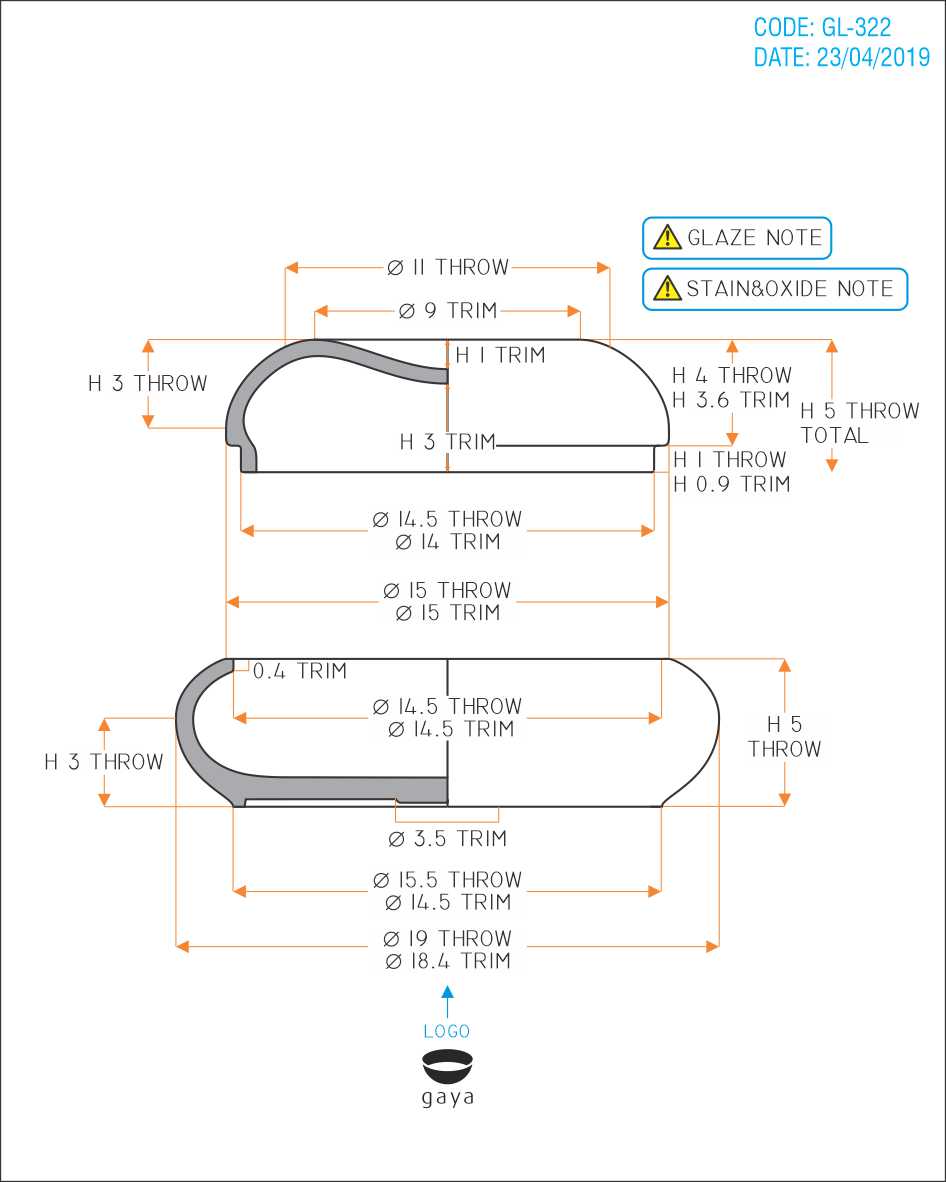 CODE: GL-322
DATE: 23/04/2019
GLAZE NOTE
STAIN&OXIDE NOTE
Ø 11 THROW
Ø 9 TRIM
H 1 TRIM
H 3 THROW
H 4 THROW
H 3.6 TRIM
H 5 THROW
TOTAL
H 3 TRIM
H 1 THROW
H 0.9 TRIM
Ø 14.5 THROW
Ø 14 TRIM
Ø 15 THROW
Ø 15 TRIM
0.4 TRIM
Ø 14.5 THROW
Ø 14.5 TRIM
H 5
THROW
H 3 THROW
Ø 3.5 TRIM
Ø 15.5 THROW
Ø 14.5 TRIM
Ø 19 THROW
Ø 18.4 TRIM
LOGO
gaya